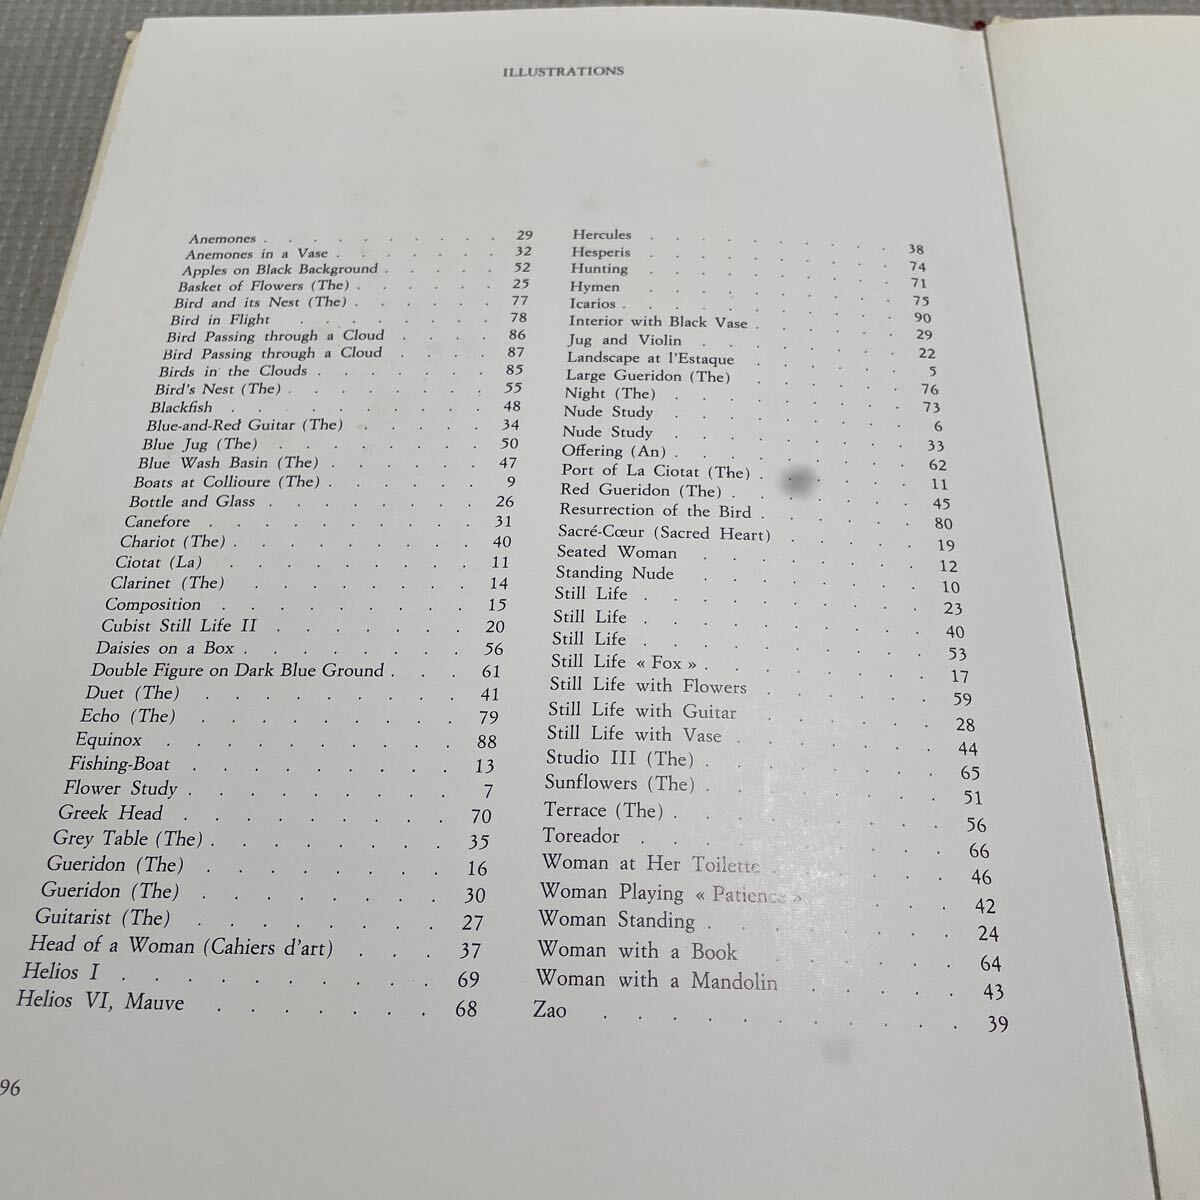 ILLUSTRATIONS
Anemones . . . . . . . . . 29
Anemones in a Vase . . . . . . . 32
Apples on Black Background . . . . . 52
Basket of Flowers (The) . . . . . . 25
Bird and its Nest (The) . . . . . . 77
Bird in Flight . . . . . . . . 78
Bird Passing through a Cloud . . . . 86
Bird Passing through a Cloud . . . . 87
Birds in the Clouds . . . . . . . 85
Bird's Nest (The) . . . . . . . . 55
Blackfish . . . . . . . . . . 48
Blue-and-Red Guitar (The) . . . . . 34
Blue Jug (The) . . . . . . . . 50
Blue Wash Basin (The) . . . . . . 47
Boats at Collioure (The) . . . . . . 9
Bottle and Glass . . . . . . . . 26
Canefore . . . . . . . . . . 31
Chariot (The) . . . . . . . . . 40
Ciotat (La) . . . . . . . . . 11
Clarinet (The) . . . . . . . . 14
Composition . . . . . . . . . 15
Cubist Still Life II . . . . . . . 20
Daisies on a Box . . . . . . . . 56
Double Figure on Dark Blue Ground . . . 61
Duet (The) . . . . . . . . . 41
Echo (The) . . . . . . . . . 79
Equinox . . . . . . . . . . 88
Fishing-Boat . . . . . . . . . 13
Flower Study . . . . . . . . . 7
Greek Head . . . . . . . . . 70
Grey Table (The) . . . . . . . . 35
Gueridon (The) . . . . . . . . 16
Gueridon (The) . . . . . . . . 30
Guitarist (The) . . . . . . . . 27
Head of a Woman (Cahiers d'art) . . . 37
Helios I . . . . . . . . . . 69
Helios VI, Mauve . . . . . . . 68
Hercules . . . . . . . . . 38
Hesperis . . . . . . . . . 74
Hunting . . . . . . . . . 71
Hymen . . . . . . . . . 75
Icarios . . . . . . . . . . 90
Interior with Black Vase . . . . . . 29
Jug and Violin . . . . . . . . 22
Landscape at l'Estaque . . . . . . 5
Large Gueridon (The) . . . . . . 76
Night (The) . . . . . . . . . 73
Nude Study . . . . . . . . . 6
Nude Study . . . . . . . . . 33
Offering (An) . . . . . . . . . 62
Port of La Ciotat (The) . . . . . . 11
Red Gueridon (The) . . . . . . . 45
Resurrection of the Bird . . . . . . 80
Sacré-Cœur (Sacred Heart) . . . . . 19
Seated Woman . . . . . . . . 12
Standing Nude . . . . . . . . 10
Still Life . . . . . . . . . . 23
Still Life . . . . . . . . . . 40
Still Life . . . . . . . . . . 53
Still Life « Fox » . . . . . . . . 17
Still Life with Flowers . . . . . . 59
Still Life with Guitar . . . . . . 28
Still Life with Vase . . . . . . . 44
Studio III (The) . . . . . . . . 65
Sunflowers (The) . . . . . . . . 51
Terrace (The) . . . . . . . . . 56
Toreador . . . . . . . . . . 66
Woman at Her Toilette . . . . . . 46
Woman Playing « Patience » . . . . . 42
Woman Standing . . . . . . . . 24
Woman with a Book . . . . . . . 64
Woman with a Mandolin . . . . . 43
Zao . . . . . . . . . . . 39
96